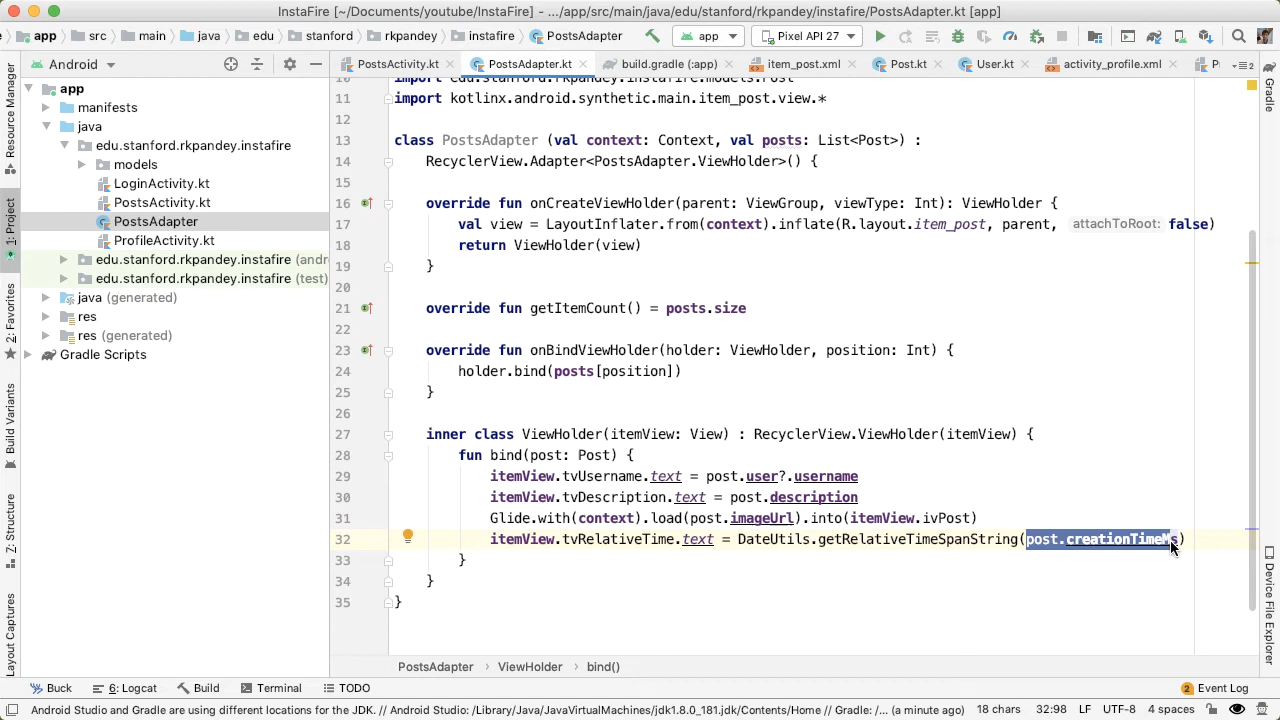 InstaFire [~/Documents/youtube/InstaFire] - .../app/src/main/java/edu/stanford/rkpandey/instafire/PostsAdapter.kt [app]
app src main java edu stanford rkpandey instafire PostsAdapter app Pixel API 27
Android PostsActivity.kt PostsAdapter.kt build.gradle (:app) item_post.xml Post.kt User.kt activity_profile.xml
app
manifests
java
edu.stanford.rkpandey.instafire
models
LoginActivity.kt
PostsActivity.kt
PostsAdapter
ProfileActivity.kt
edu.stanford.rkpandey.instafire (andr
edu.stanford.rkpandey.instafire (test)
java (generated)
res
res (generated)
Gradle Scripts
Resource Manager
1: Project
2: Favorites
Build Variants
Z: Structure
Layout Captures
10 import edu.stanford.rkpandey.instafire.models.Post
11 import kotlinx.android.synthetic.main.item_post.view.*
12
13 class PostsAdapter (val context: Context, val posts: List<Post>) :
14 RecyclerView.Adapter<PostsAdapter.ViewHolder>() {
15
16 override fun onCreateViewHolder(parent: ViewGroup, viewType: Int): ViewHolder {
17 val view = LayoutInflater.from(context).inflate(R.layout.item_post, parent, attachToRoot: false)
18 return ViewHolder(view)
19 }
20
21 override fun getItemCount() = posts.size
22
23 override fun onBindViewHolder(holder: ViewHolder, position: Int) {
24 holder.bind(posts[position])
25 }
26
27 inner class ViewHolder(itemView: View) : RecyclerView.ViewHolder(itemView) {
28 fun bind(post: Post) {
29 itemView.tvUsername.text = post.user?.username
30 itemView.tvDescription.text = post.description
31 Glide.with(context).load(post.imageUrl).into(itemView.ivPost)
32 itemView.tvRelativeTime.text = DateUtils.getRelativeTimeSpanString(post.creationTimeMs)
33 }
34 }
35 }
Gradle
Device File Explorer
PostsAdapter › ViewHolder › bind()
Buck 6: Logcat Build Terminal TODO 2 Event Log
Android Studio and Gradle are using different locations for the JDK. // Android Studio: /Library/Java/JavaVirtualMachines/jdk1.8.0_181.jdk/Contents/Home // Gradle: /... (a minute ago) 18 chars 32:98 LF UTF-8 4 spaces